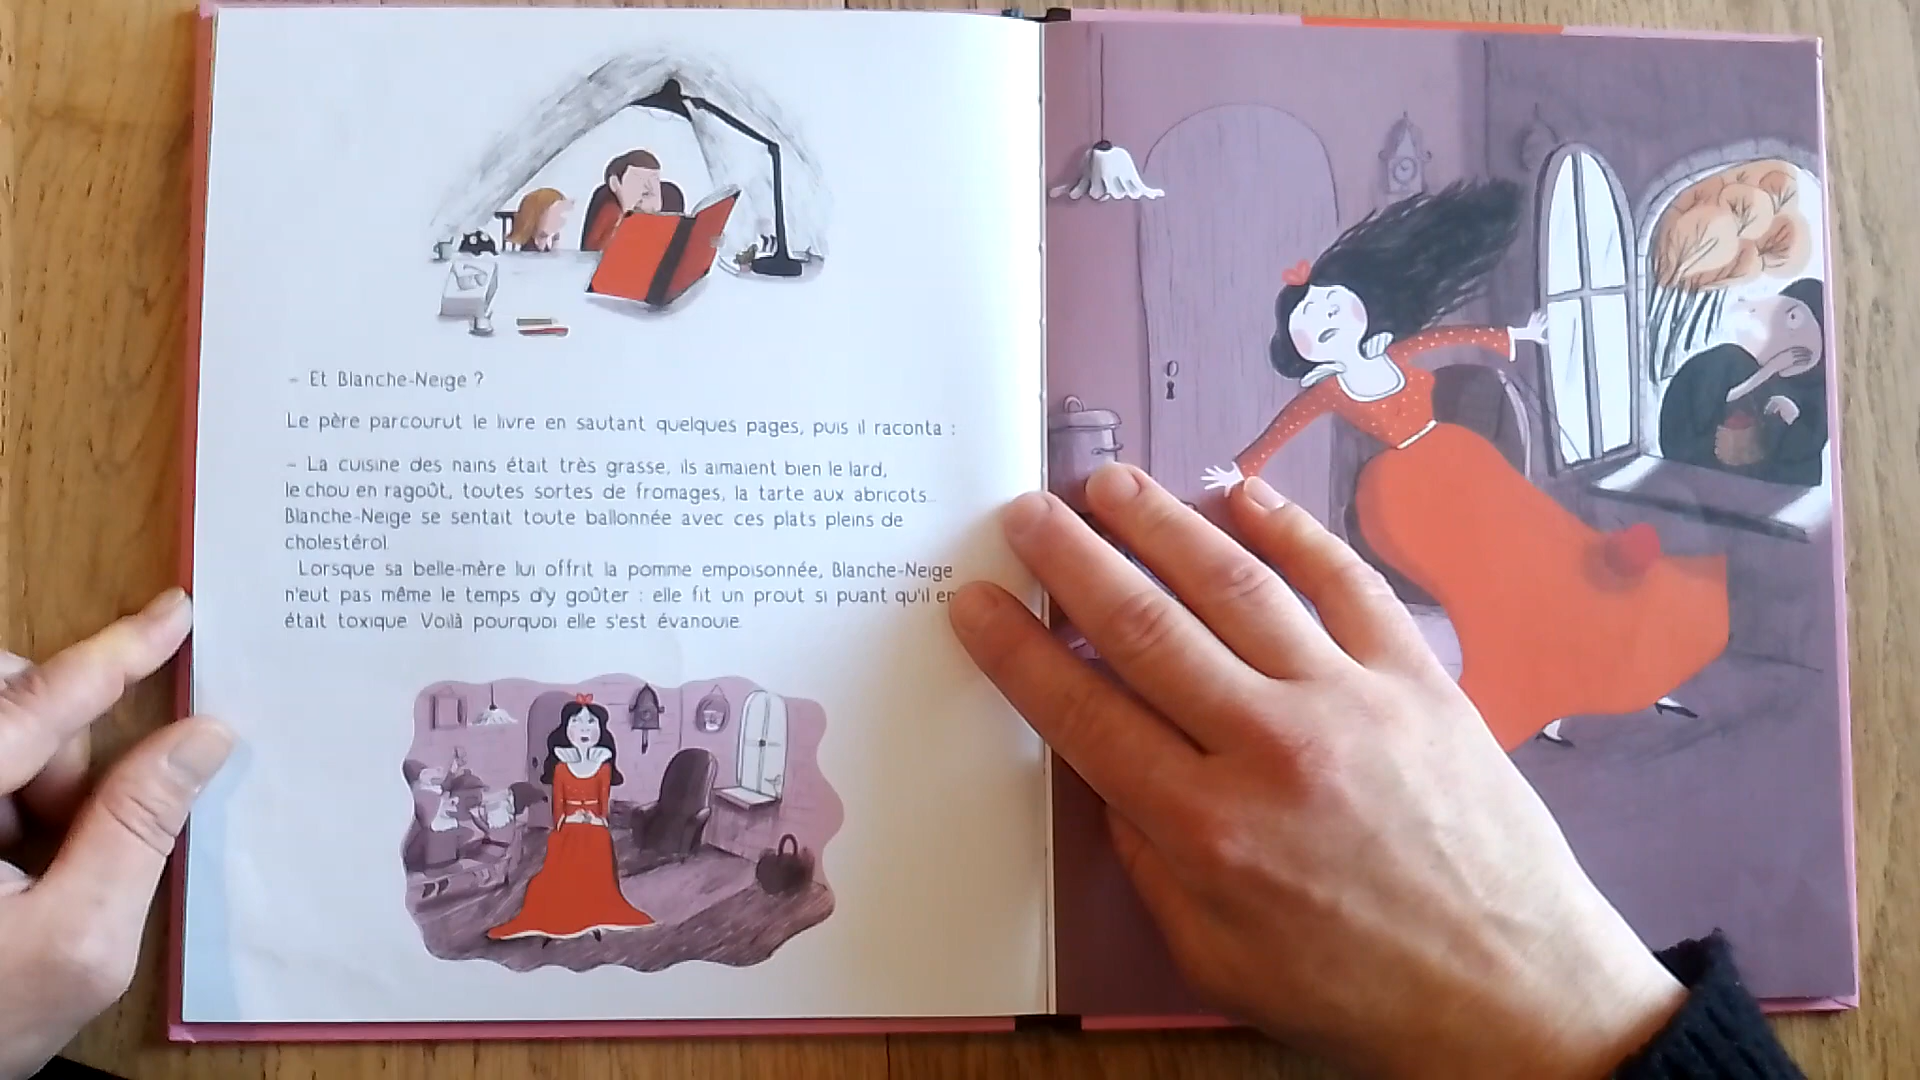 – Et Blanche-Neige ?
Le père parcourut le livre en sautant quelques pages, puis il raconta :
– La cuisine des nains était très grasse, ils aimaient bien le lard,
le chou en ragoût, toutes sortes de fromages, la tarte aux abricots...
Blanche-Neige se sentait toute ballonnée avec ces plats pleins de
cholestérol.
Lorsque sa belle-mère lui offrit la pomme empoisonnée, Blanche-Neige
n'eut pas même le temps d'y goûter : elle fit un prout si puant qu'il en
était toxique. Voilà pourquoi elle s'est évanouie.